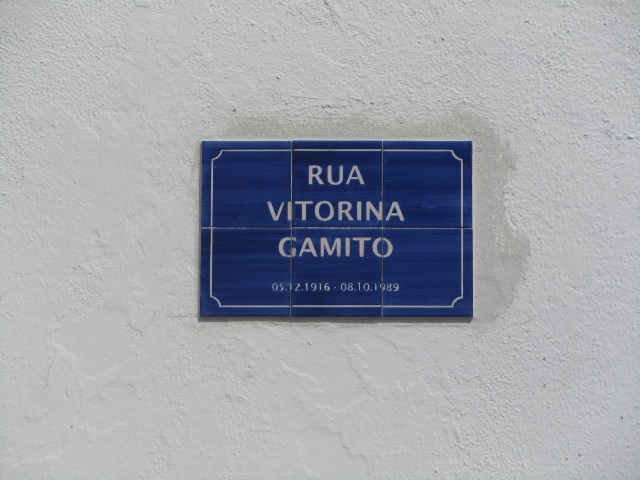 RUA
VITORINA
GAMITO
05.12.1916 - 08.10.1989